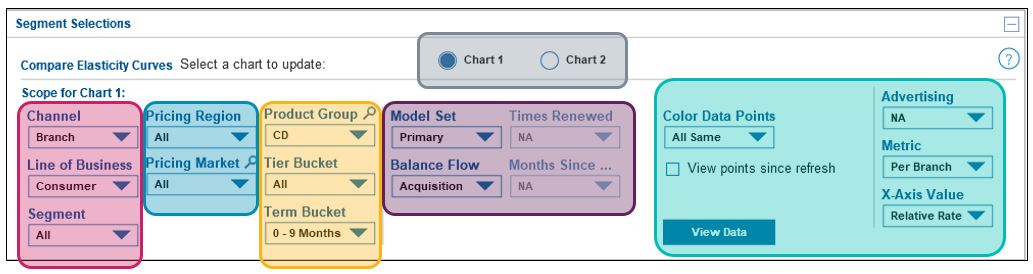 Segment Selections
?
Compare Elasticity Curves Select a chart to update:
Chart 1
Chart 2
Scope for Chart 1:
Channel
Branch
Line of Business
Consumer
Segment
All
Pricing Region
All
Pricing Market
All
Product Group
CD
Tier Bucket
All
Term Bucket
0 - 9 Months
Model Set
Primary
Balance Flow
Acquisition
Times Renewed
NA
Months Since ...
NA
Color Data Points
All Same
View points since refresh
View Data
Advertising
NA
Metric
Per Branch
X-Axis Value
Relative Rate